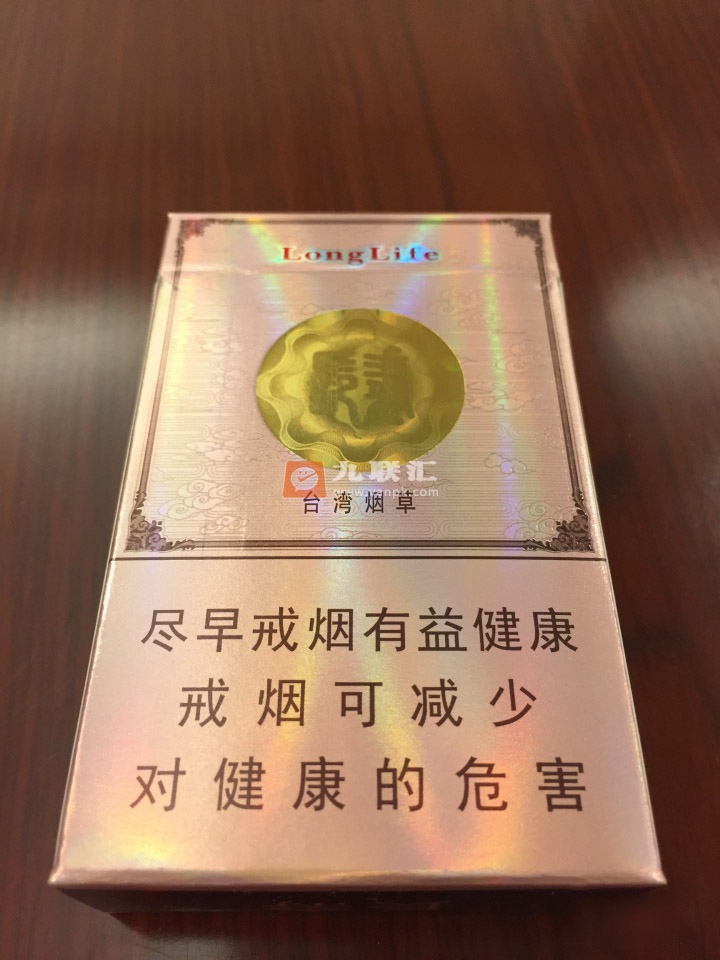 LongLife
九联汇
台湾烟草
尽早戒烟有益健康
戒烟可减少
对健康的危害